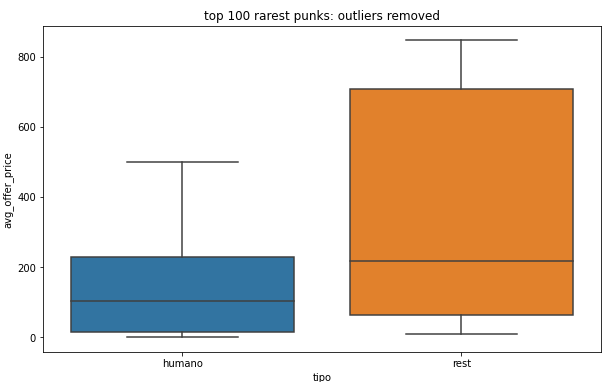 top 100 rarest punks: outliers removed
800
600
400
200
0
avg_offer_price
humano rest
tipo